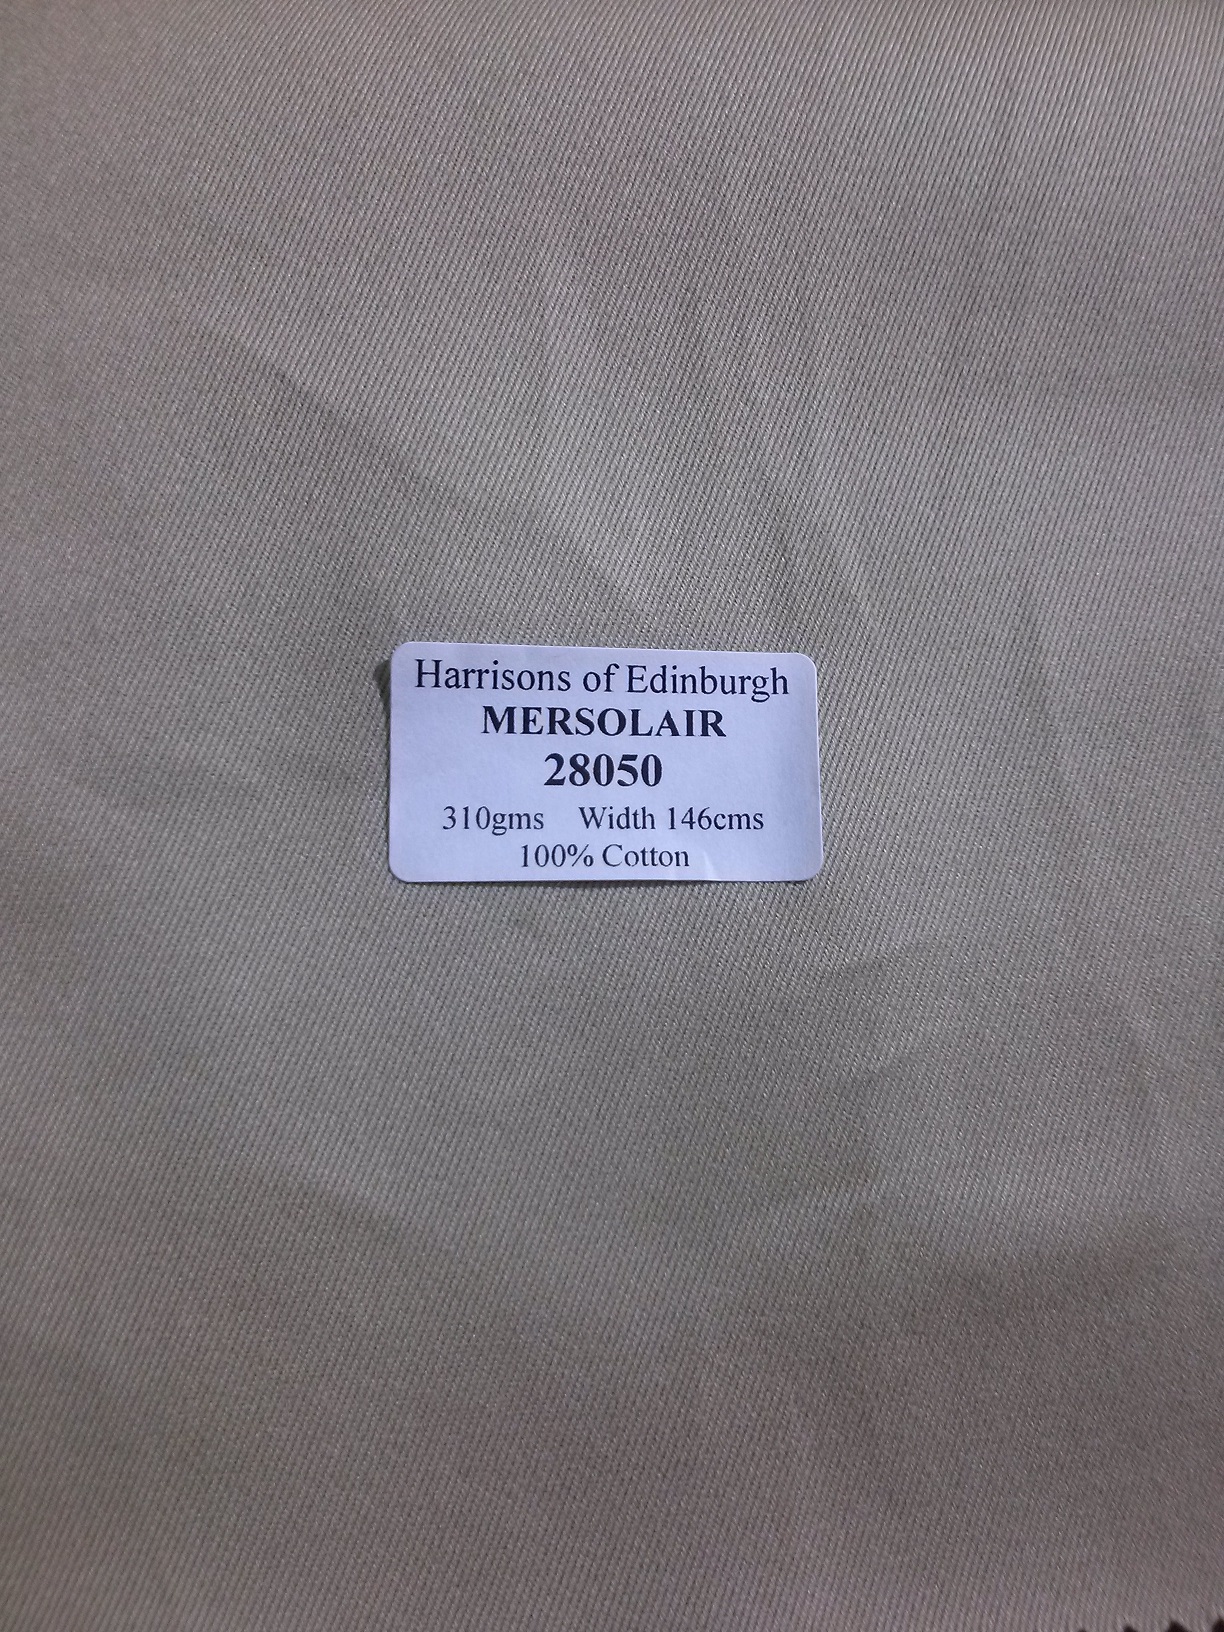 Harrisons of Edinburgh
MERSOLAIR
28050
310gms Width 146cms
100% Cotton